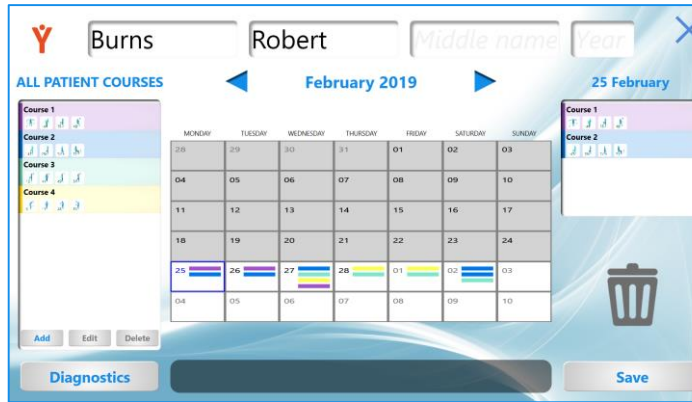 Burns Robert Middle name Year
ALL PATIENT COURSES February 2019 25 February
Course 1
Course 2
Course 3
Course 4
Add Edit Delete
MONDAY TUESDAY WEDNESDAY THURSDAY FRIDAY SATURDAY SUNDAY
28 29 30 31 01 02 03
04 05 06 07 08 09 10
11 12 13 14 15 16 17
18 19 20 21 22 23 24
25 26 27 28 01 02 03
04 05 06 07 08 09 10
Course 1
Course 2
Diagnostics Save